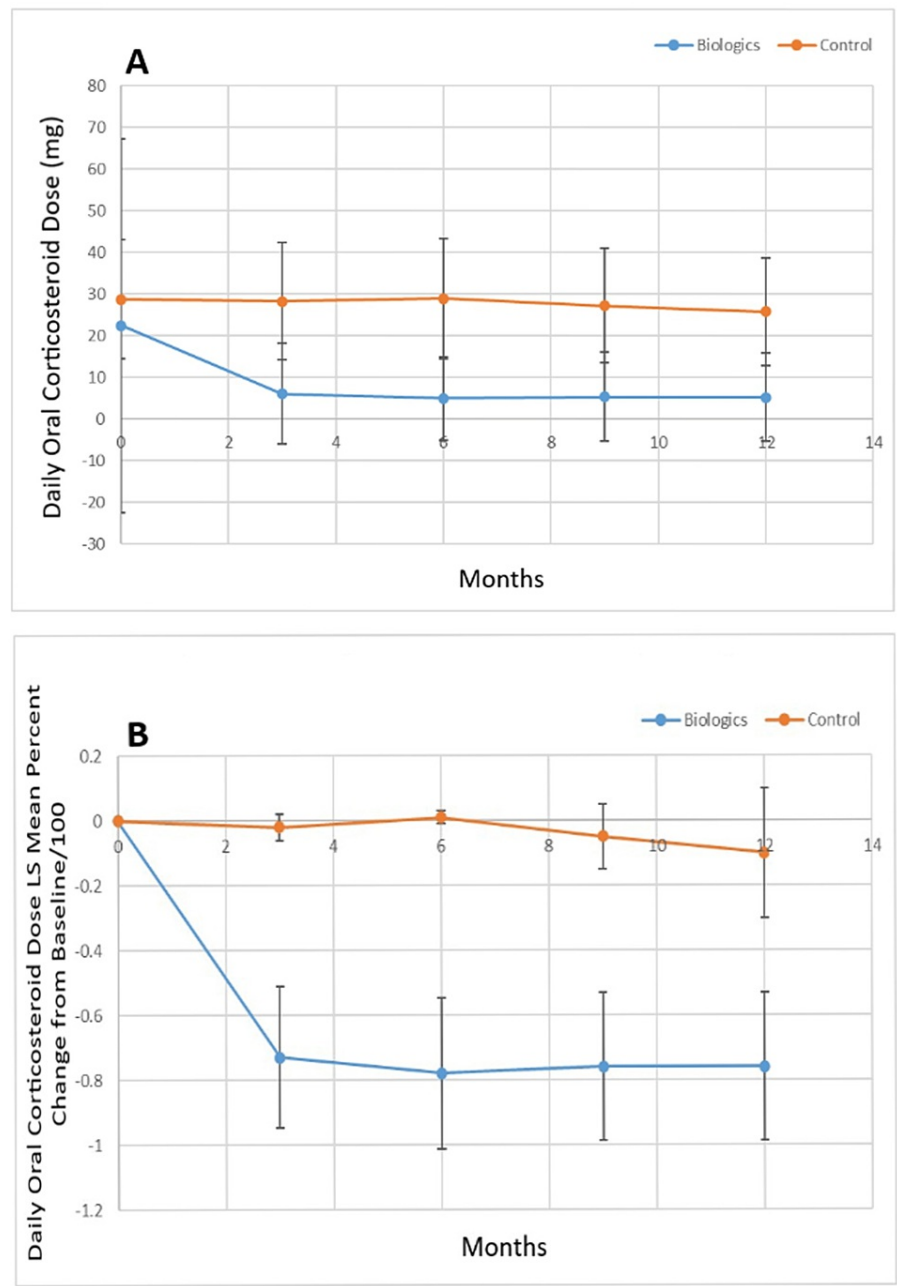 A
Biologics Control
Daily Oral Corticosteroid Dose (mg)
80
70
60
50
40
30
20
10
0
-10
-20
-30
0 2 4 6 8 10 12 14
Months
B
Biologics Control
Daily Oral Corticosteroid Dose LS Mean Percent
Change from Baseline/100
0.2
0
-0.2
-0.4
-0.6
-0.8
-1
-1.2
0 2 4 6 8 10 12 14
Months